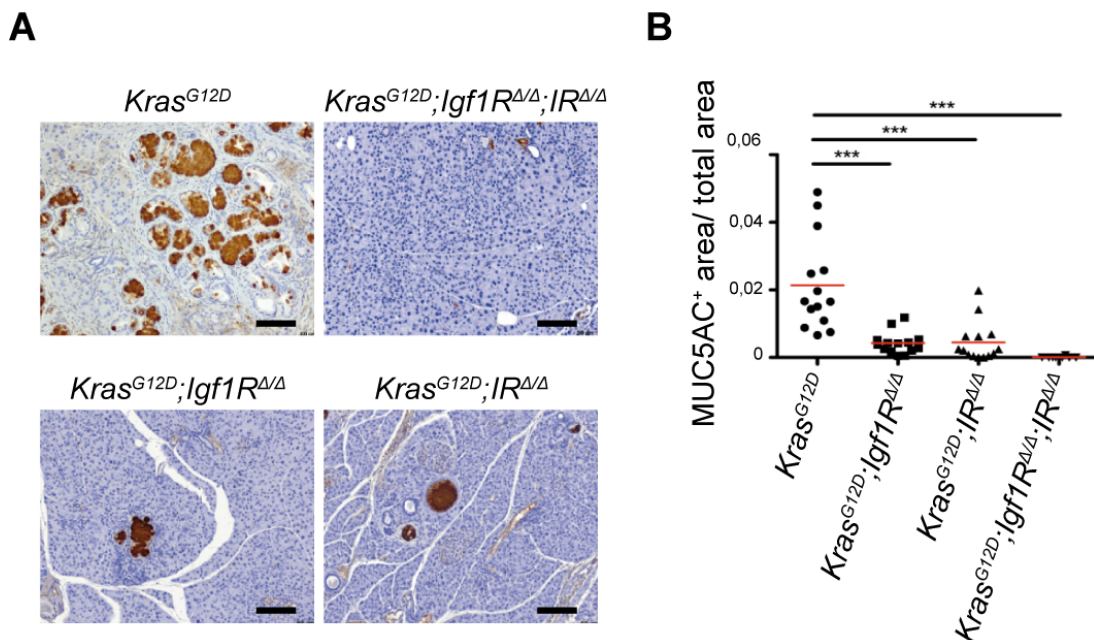 A
B
Kras^G12D
Kras^G12D;Igf1R^Δ/Δ;IR^Δ/Δ
Kras^G12D;Igf1R^Δ/Δ
Kras^G12D;IR^Δ/Δ
MUC5AC⁺ area/ total area
***
***
***
0,06
0,04
0,02
0
Kras^G12D
Kras^G12D;Igf1R^Δ/Δ
Kras^G12D;IR^Δ/Δ
Kras^G12D;Igf1R^Δ/Δ;IR^Δ/Δ